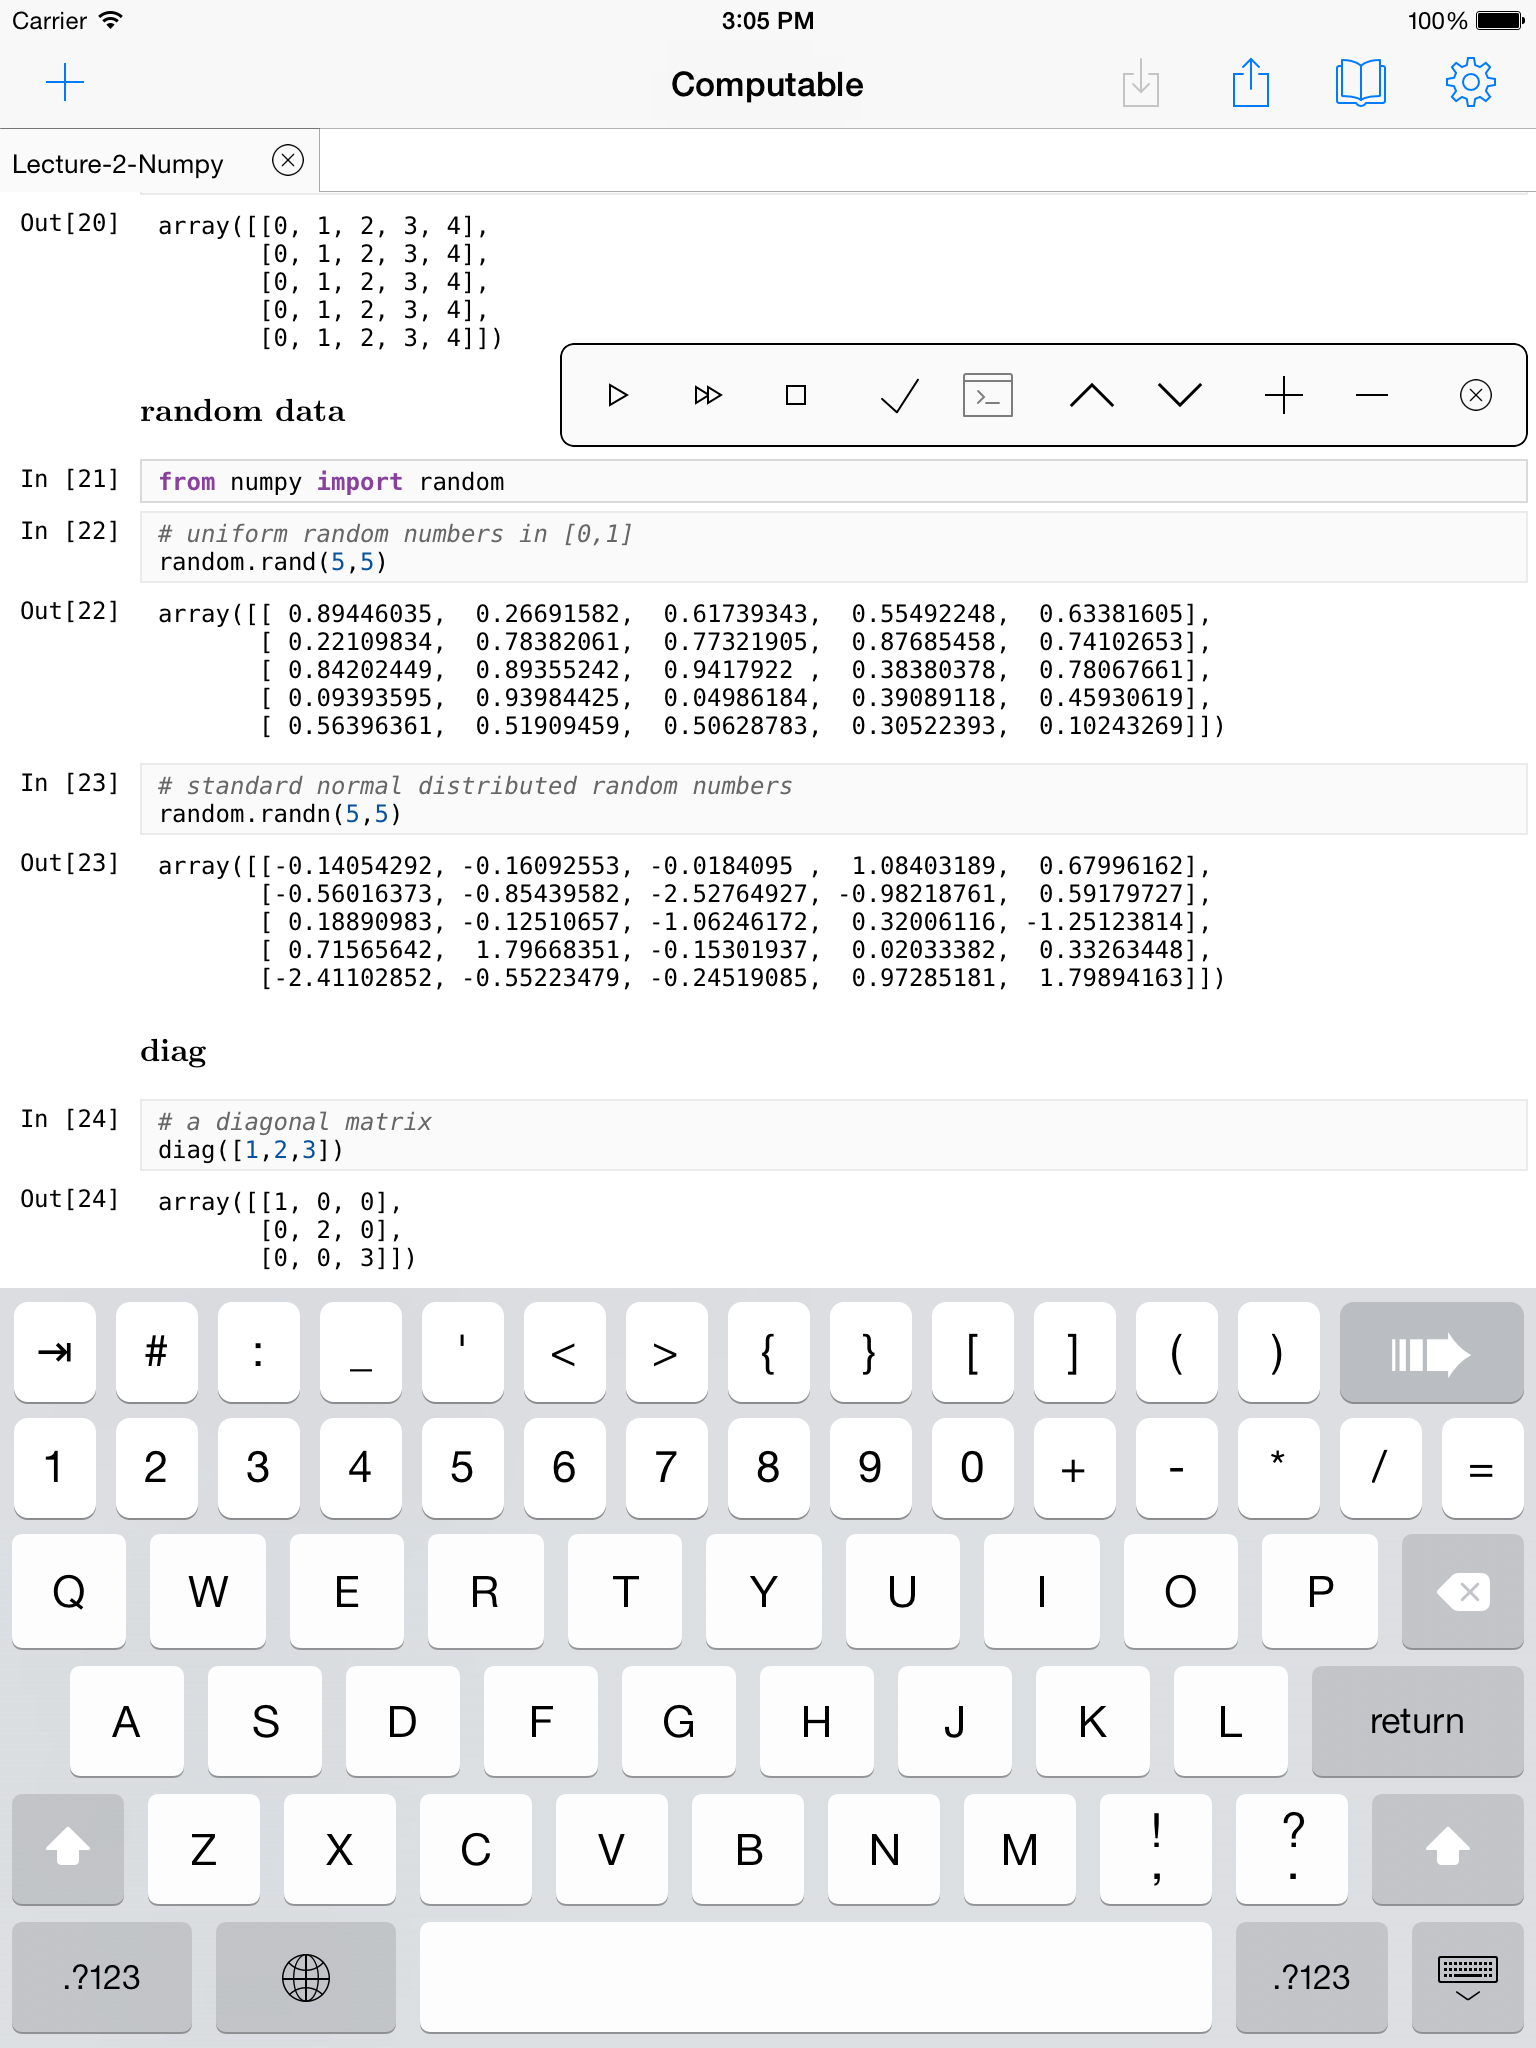 Carrier 3:05 PM 100%
Computable
Lecture-2-Numpy
Out[20] array([[0, 1, 2, 3, 4],
[0, 1, 2, 3, 4],
[0, 1, 2, 3, 4],
[0, 1, 2, 3, 4],
[0, 1, 2, 3, 4]])
random data
In [21] from numpy import random
In [22] # uniform random numbers in [0,1]
random.rand(5,5)
Out[22] array([[ 0.89446035, 0.26691582, 0.61739343, 0.55492248, 0.63381605],
[ 0.22109834, 0.78382061, 0.77321905, 0.87685458, 0.74102653],
[ 0.84202449, 0.89355242, 0.9417922 , 0.38380378, 0.78067661],
[ 0.09393595, 0.93984425, 0.04986184, 0.39089118, 0.45930619],
[ 0.56396361, 0.51909459, 0.50628783, 0.30522393, 0.10243269]])
In [23] # standard normal distributed random numbers
random.randn(5,5)
Out[23] array([[-0.14054292, -0.16092553, -0.0184095 , 1.08403189, 0.67996162],
[-0.56016373, -0.85439582, -2.52764927, -0.98218761, 0.59179727],
[ 0.18890983, -0.12510657, -1.06246172, 0.32006116, -1.25123814],
[ 0.71565642, 1.79668351, -0.15301937, 0.02033382, 0.33263448],
[-2.41102852, -0.55223479, -0.24519085, 0.97285181, 1.79894163]])
diag
In [24] # a diagonal matrix
diag([1,2,3])
Out[24] array([[1, 0, 0],
[0, 2, 0],
[0, 0, 3]])
⇥ # : _ ' < > { } [ ] ( )
1 2 3 4 5 6 7 8 9 0 + - * / =
Q W E R T Y U I O P
A S D F G H J K L return
Z X C V B N M ! , ? .
.?123 .?123